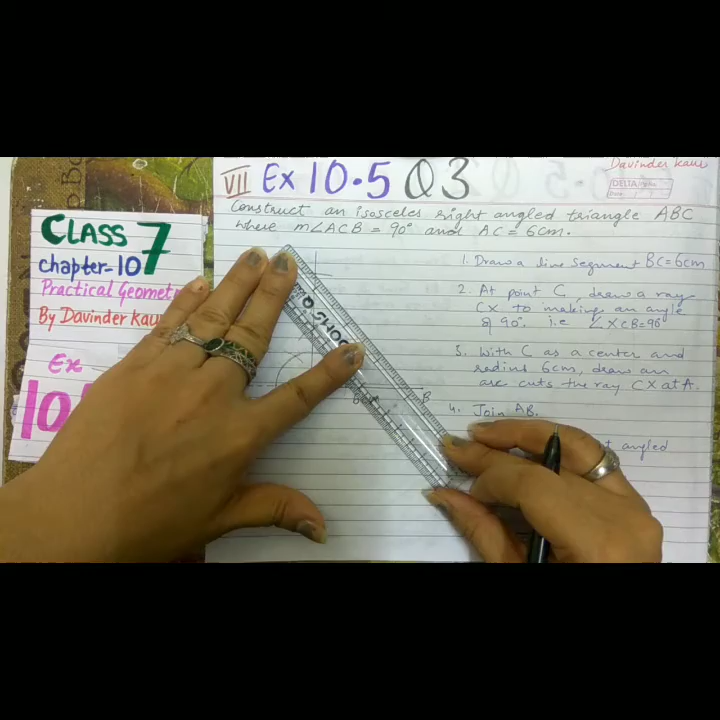 Davinder Kaur
VII Ex 10.5 Q3
DELTA
Construct an isosceles right angled triangle ABC
where m∠ACB = 90° and AC = 6cm.
CLASS 7
chapter-10
Practical Geomet
By Davinder Kaur
Ex
10
1. Draw a line segment BC=6cm
2. At point C, draw a ray
CX to making an angle
of 90°. i.e ∠XCB=90
3. With C as a center and
radius 6cm, draw an
arc cuts the ray CX at A.
4. Join AB.
angled
B